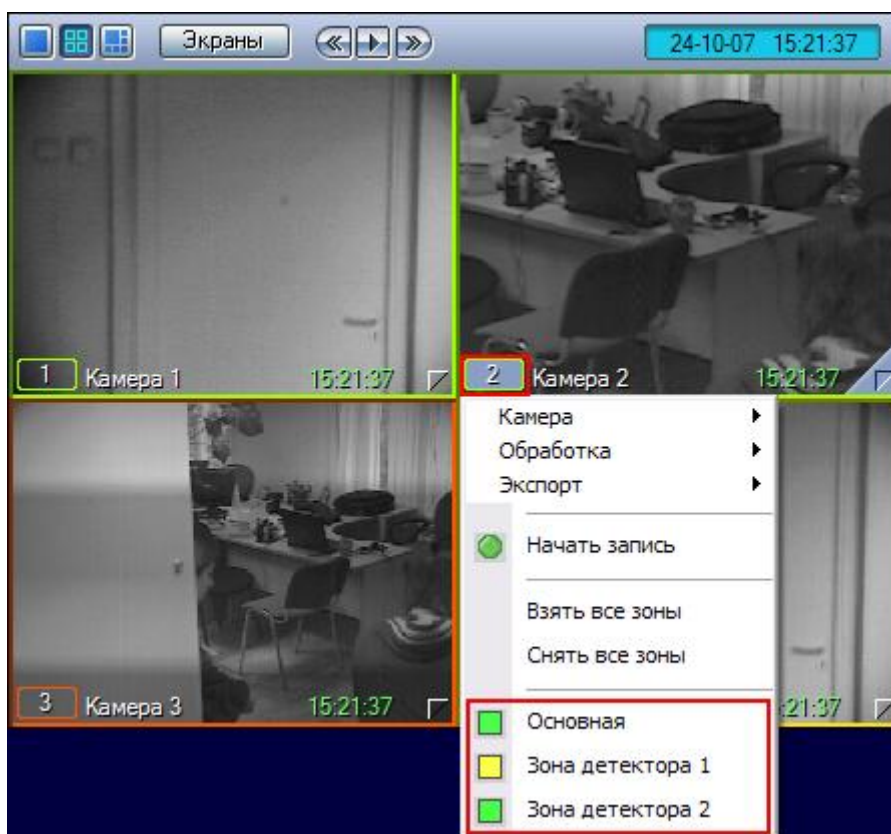 Экраны
24-10-07 15:21:37
1 Камера 1 15:21:37
2 Камера 2 15:21:37
Камера
Обработка
Экспорт
Начать запись
Взять все зоны
Снять все зоны
3 Камера 3 15:21:37
:21:37
Основная
Зона детектора 1
Зона детектора 2